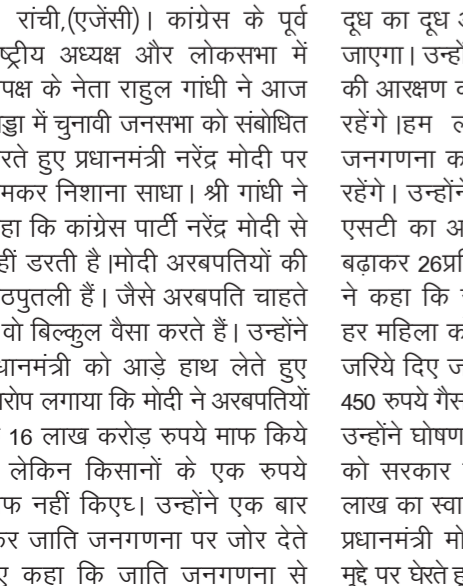 रांची,(एजेंसी)। कांग्रेस के पूर्व
ष्ट्रीय अध्यक्ष और लोकसभा में
पक्ष के नेता राहुल गांधी ने आज
में चुनावी जनसभा को संबोधित
रते हुए प्रधानमंत्री नरेंद्र मोदी पर
मकर निशाना साधा। श्री गांधी ने
हा कि कांग्रेस पार्टी नरेंद्र मोदी से
हीं डरती है।मोदी अरबपतियों की
ठपुतली हैं। जैसे अरबपति चाहते
वो बिल्कुल वैसा करते हैं। उन्होंने
धानमंत्री को आड़े हाथ लेते हुए
रोप लगाया कि मोदी ने अरबपतियों
16 लाख करोड़ रुपये माफ किये
लेकिन किसानों के एक रुपये
फ नहीं किएघ्। उन्होंने एक बार
कर जाति जनगणना पर जोर देते
ए कहा कि जाति जनगणना से
दूध का दूध
जाएगा। उन्हों
की आरक्षण
रहेंगे।हम
जनगणना
रहेंगे। उन्होंने
एसटी का
बढ़ाकर 26प्र
ने कहा कि
हर महिला
जरिये दिए
450 रुपये गैस
उन्होंने घोषण
को सरकार
लाख का स्वा
प्रधानमंत्री मो
मुद्दे पर घेरते